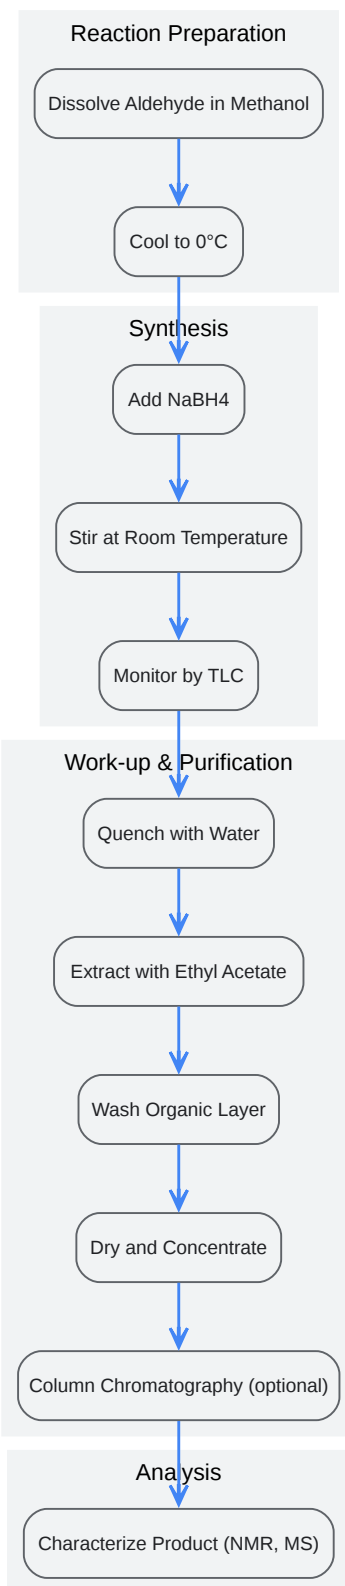 Reaction Preparation
Dissolve Aldehyde in Methanol
Cool to 0°C
Synthesis
Add NaBH4
Stir at Room Temperature
Monitor by TLC
Work-up & Purification
Quench with Water
Extract with Ethyl Acetate
Wash Organic Layer
Dry and Concentrate
Column Chromatography (optional)
Analysis
Characterize Product (NMR, MS)